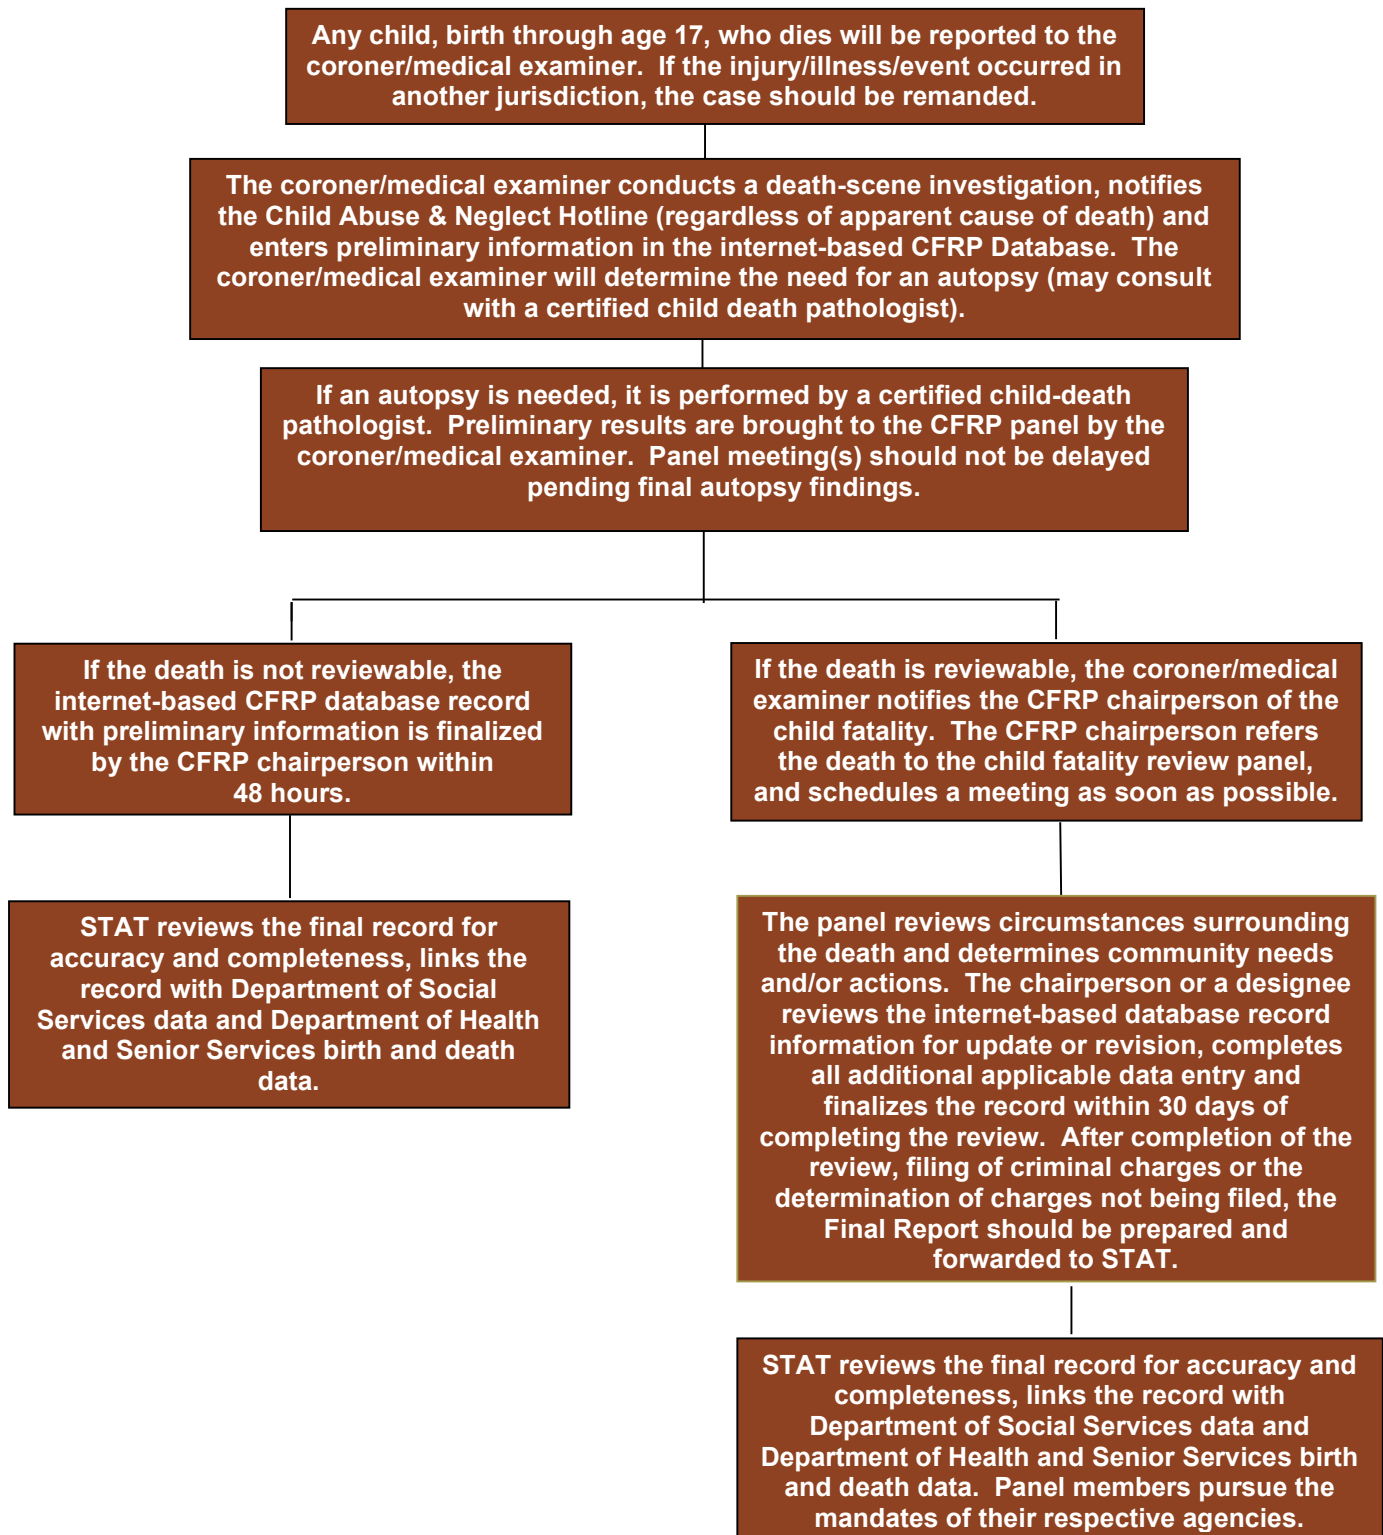 Any child, birth through age 17, who dies will be reported to the
coroner/medical examiner.  If the injury/illness/event occurred in
another jurisdiction, the case should be remanded.
The coroner/medical examiner conducts a death-scene investigation, notifies
the Child Abuse & Neglect Hotline (regardless of apparent cause of death) and
enters preliminary information in the internet-based CFRP Database.  The
coroner/medical examiner will determine the need for an autopsy (may consult
with a certified child death pathologist).
If an autopsy is needed, it is performed by a certified child-death
pathologist.  Preliminary results are brought to the CFRP panel by the
coroner/medical examiner.  Panel meeting(s) should not be delayed
pending final autopsy findings.
If the death is not reviewable, the
internet-based CFRP database record
with preliminary information is finalized
by the CFRP chairperson within
48 hours.
STAT reviews the final record for
accuracy and completeness, links the
record with Department of Social
Services data and Department of Health
and Senior Services birth and death
data.
If the death is reviewable, the coroner/medical
examiner notifies the CFRP chairperson of the
child fatality.  The CFRP chairperson refers
the death to the child fatality review panel,
and schedules a meeting as soon as possible.
The panel reviews circumstances surrounding
the death and determines community needs
and/or actions.  The chairperson or a designee
reviews the internet-based database record
information for update or revision, completes
all additional applicable data entry and
finalizes the record within 30 days of
completing the review.  After completion of the
review, filing of criminal charges or the
determination of charges not being filed, the
Final Report should be prepared and
forwarded to STAT.
STAT reviews the final record for accuracy and
completeness, links the record with
Department of Social Services data and
Department of Health and Senior Services birth
and death data.  Panel members pursue the
mandates of their respective agencies.